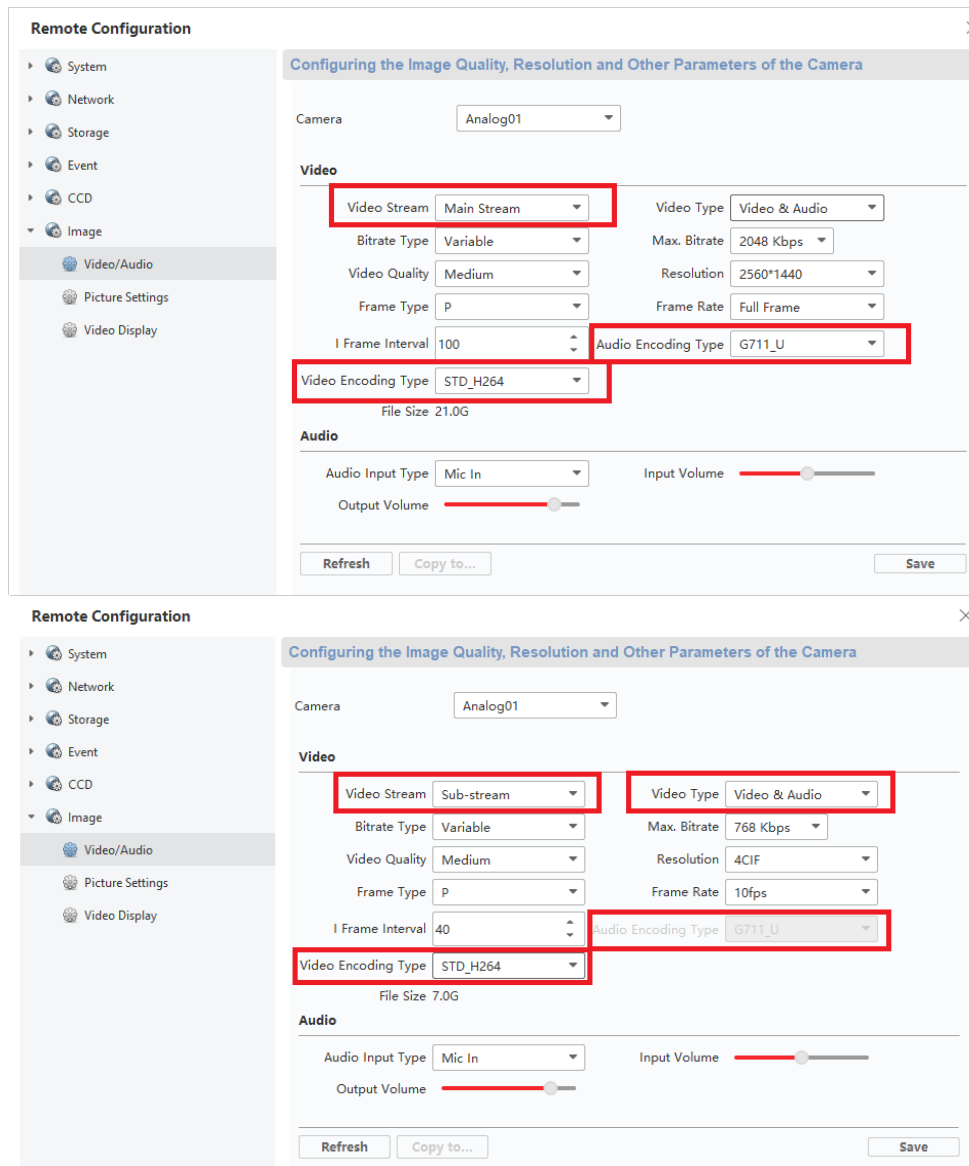 Remote Configuration
System
Network
Storage
Event
CCD
Image
Video/Audio
Picture Settings
Video Display
Configuring the Image Quality, Resolution and Other Parameters of the Camera
Camera Analog01
Video
Video Stream Main Stream Video Type Video & Audio
Bitrate Type Variable Max. Bitrate 2048 Kbps
Video Quality Medium Resolution 2560*1440
Frame Type P Frame Rate Full Frame
I Frame Interval 100 Audio Encoding Type G711_U
Video Encoding Type STD_H264
File Size 21.0G
Audio
Audio Input Type Mic In Input Volume
Output Volume
Refresh Copy to... Save
Remote Configuration
System
Network
Storage
Event
CCD
Image
Video/Audio
Picture Settings
Video Display
Configuring the Image Quality, Resolution and Other Parameters of the Camera
Camera Analog01
Video
Video Stream Sub-stream Video Type Video & Audio
Bitrate Type Variable Max. Bitrate 768 Kbps
Video Quality Medium Resolution 4CIF
Frame Type P Frame Rate 10fps
I Frame Interval 40 Audio Encoding Type G711_U
Video Encoding Type STD_H264
File Size 7.0G
Audio
Audio Input Type Mic In Input Volume
Output Volume
Refresh Copy to... Save